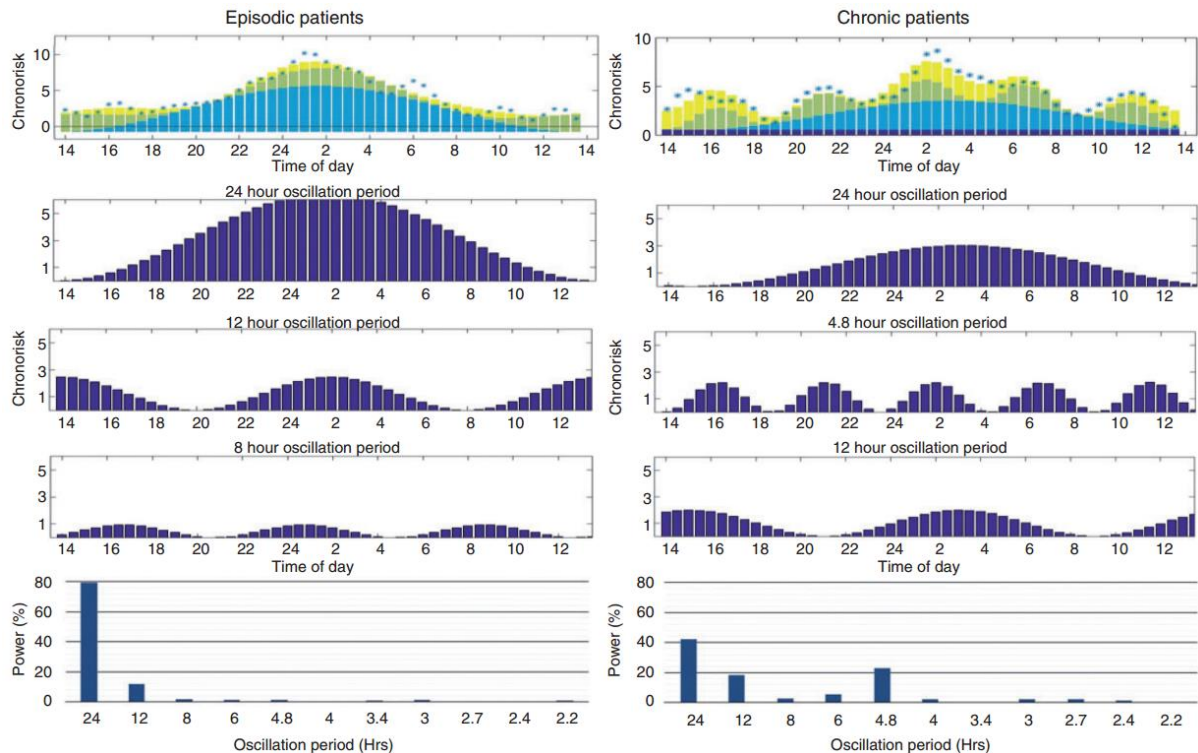 Episodic patients
Chronorisk
10
5
0
14 16 18 20 22 24 2 4 6 8 10 12 14
Time of day
24 hour oscillation period
5
3
1
14 16 18 20 22 24 2 4 6 8 10 12
12 hour oscillation period
Chronorisk
5
3
1
14 16 18 20 22 24 2 4 6 8 10 12
8 hour oscillation period
5
3
1
14 16 18 20 22 24 2 4 6 8 10 12
Time of day
Power (%)
80
60
40
20
0
24 12 8 6 4.8 4 3.4 3 2.7 2.4 2.2
Oscillation period (Hrs)
Chronic patients
Chronorisk
10
5
0
14 16 18 20 22 24 2 4 6 8 10 12 14
Time of day
24 hour oscillation period
5
3
1
14 16 18 20 22 24 2 4 6 8 10 12
4.8 hour oscillation period
Chronorisk
5
3
1
14 16 18 20 22 24 2 4 6 8 10 12
12 hour oscillation period
5
3
1
14 16 18 20 22 24 2 4 6 8 10 12
Time of day
Power (%)
80
60
40
20
0
24 12 8 6 4.8 4 3.4 3 2.7 2.4 2.2
Oscillation period (Hrs)